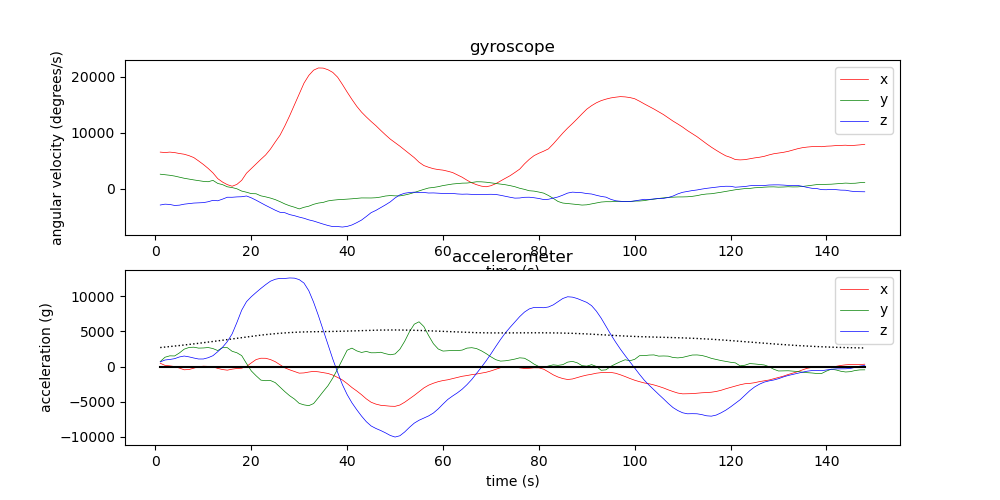 gyroscope
angular velocity (degrees/s)
20000
10000
0
x
y
z
0 20 40 60 80 100 120 140
time (s)
accelerometer
acceleration (g)
10000
5000
0
−5000
−10000
x
y
z
0 20 40 60 80 100 120 140
time (s)